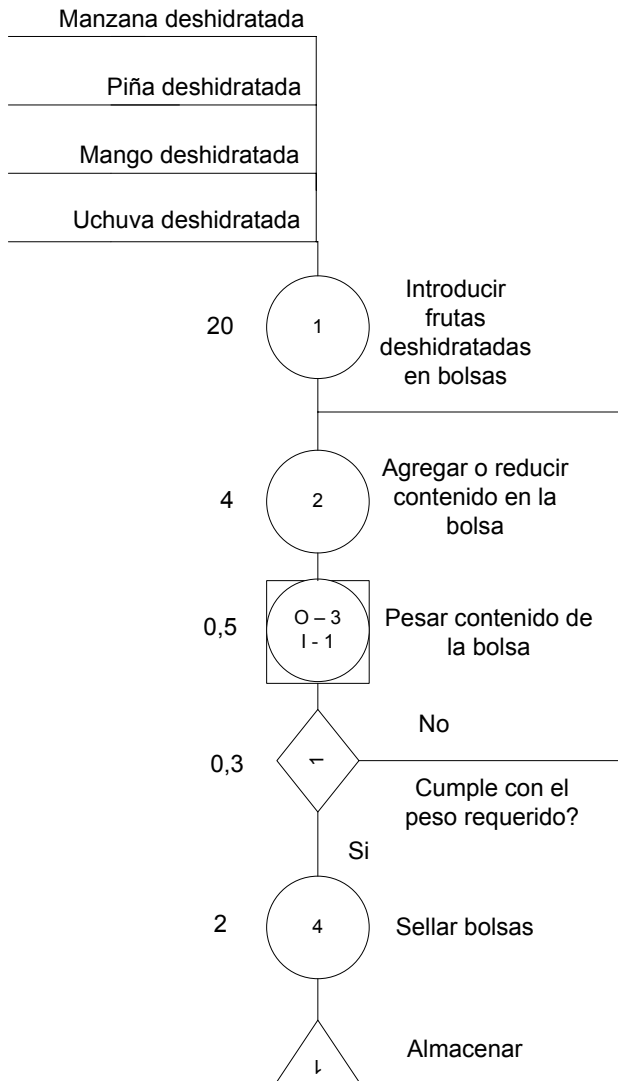 Manzana deshidratada
Piña deshidratada
Mango deshidratada
Uchuva deshidratada
20
1
Introducir
frutas
deshidratadas
en bolsas
4
2
Agregar o reducir
contenido en la
bolsa
0,5
O – 3
I - 1
Pesar contenido de
la bolsa
No
0,3
1
Cumple con el
peso requerido?
Si
2
4
Sellar bolsas
1
Almacenar